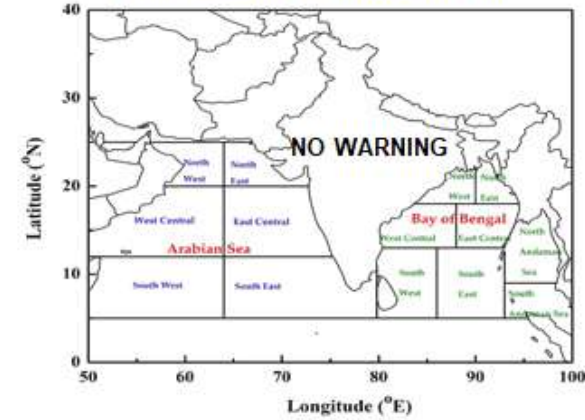 40
30
20
10
0
50
60
70
80
90
100
Latitude (°N)
Longitude (°E)
NO WARNING
North
West
North
East
West Central
East Central
Arabian Sea
South West
South East
North
West
North
East
Bay of Bengal
West Central
East Central
South
West
South
East
North
Andaman
Sea
South
Andaman Sea